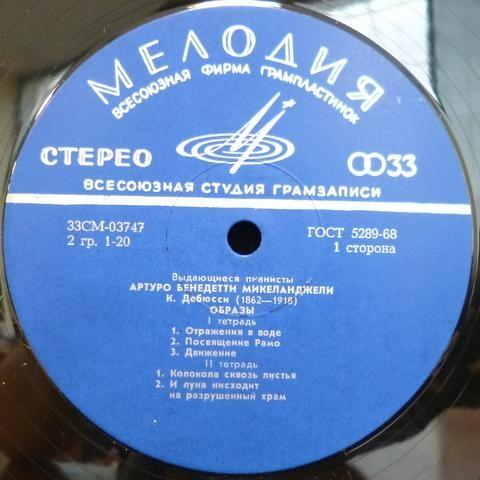 МЕЛОДИЯ
ВСЕСОЮЗНАЯ ФИРМА ГРАМПЛАСТИНОК
СТЕРЕО
33
ВСЕСОЮЗНАЯ СТУДИЯ ГРАМЗАПИСИ
33СМ-03747
ГОСТ 5289-68
2 гр. 1-20
1 сторона
Выдающиеся пианисты
АРТУРО БЕНЕДЕТТИ МИКЕЛАНДЖЕЛИ
К. Дебюсси (1862—1918)
ОБРАЗЫ
I тетрадь
1. Отражения в воде
2. Посвящение Рамо
3. Движение
II тетрадь
1. Колокола сквозь листья
2. И луна нисходит
на разрушенный храм